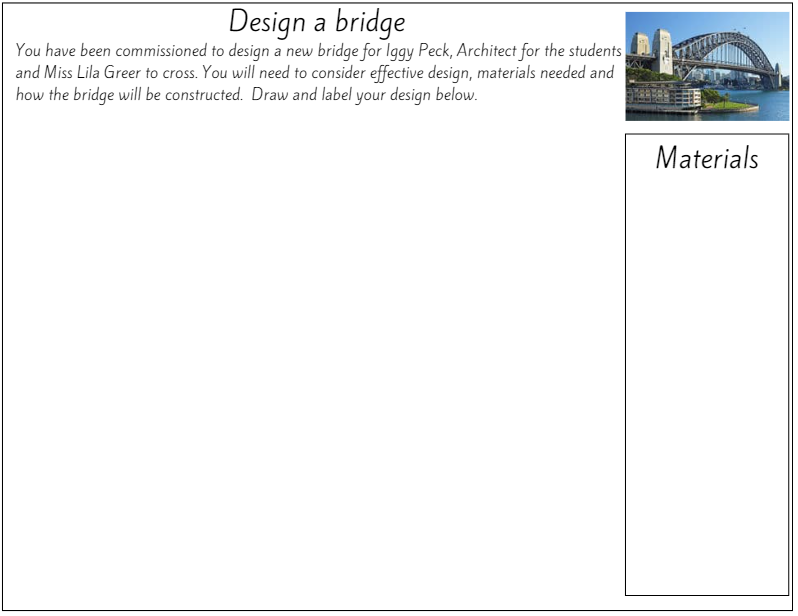 Design a bridge
You have been commissioned to design a new bridge for Iggy Peck, Architect for the students
and Miss Lila Greer to cross. You will need to consider effective design, materials needed and
how the bridge will be constructed.  Draw and label your design below.
Materials